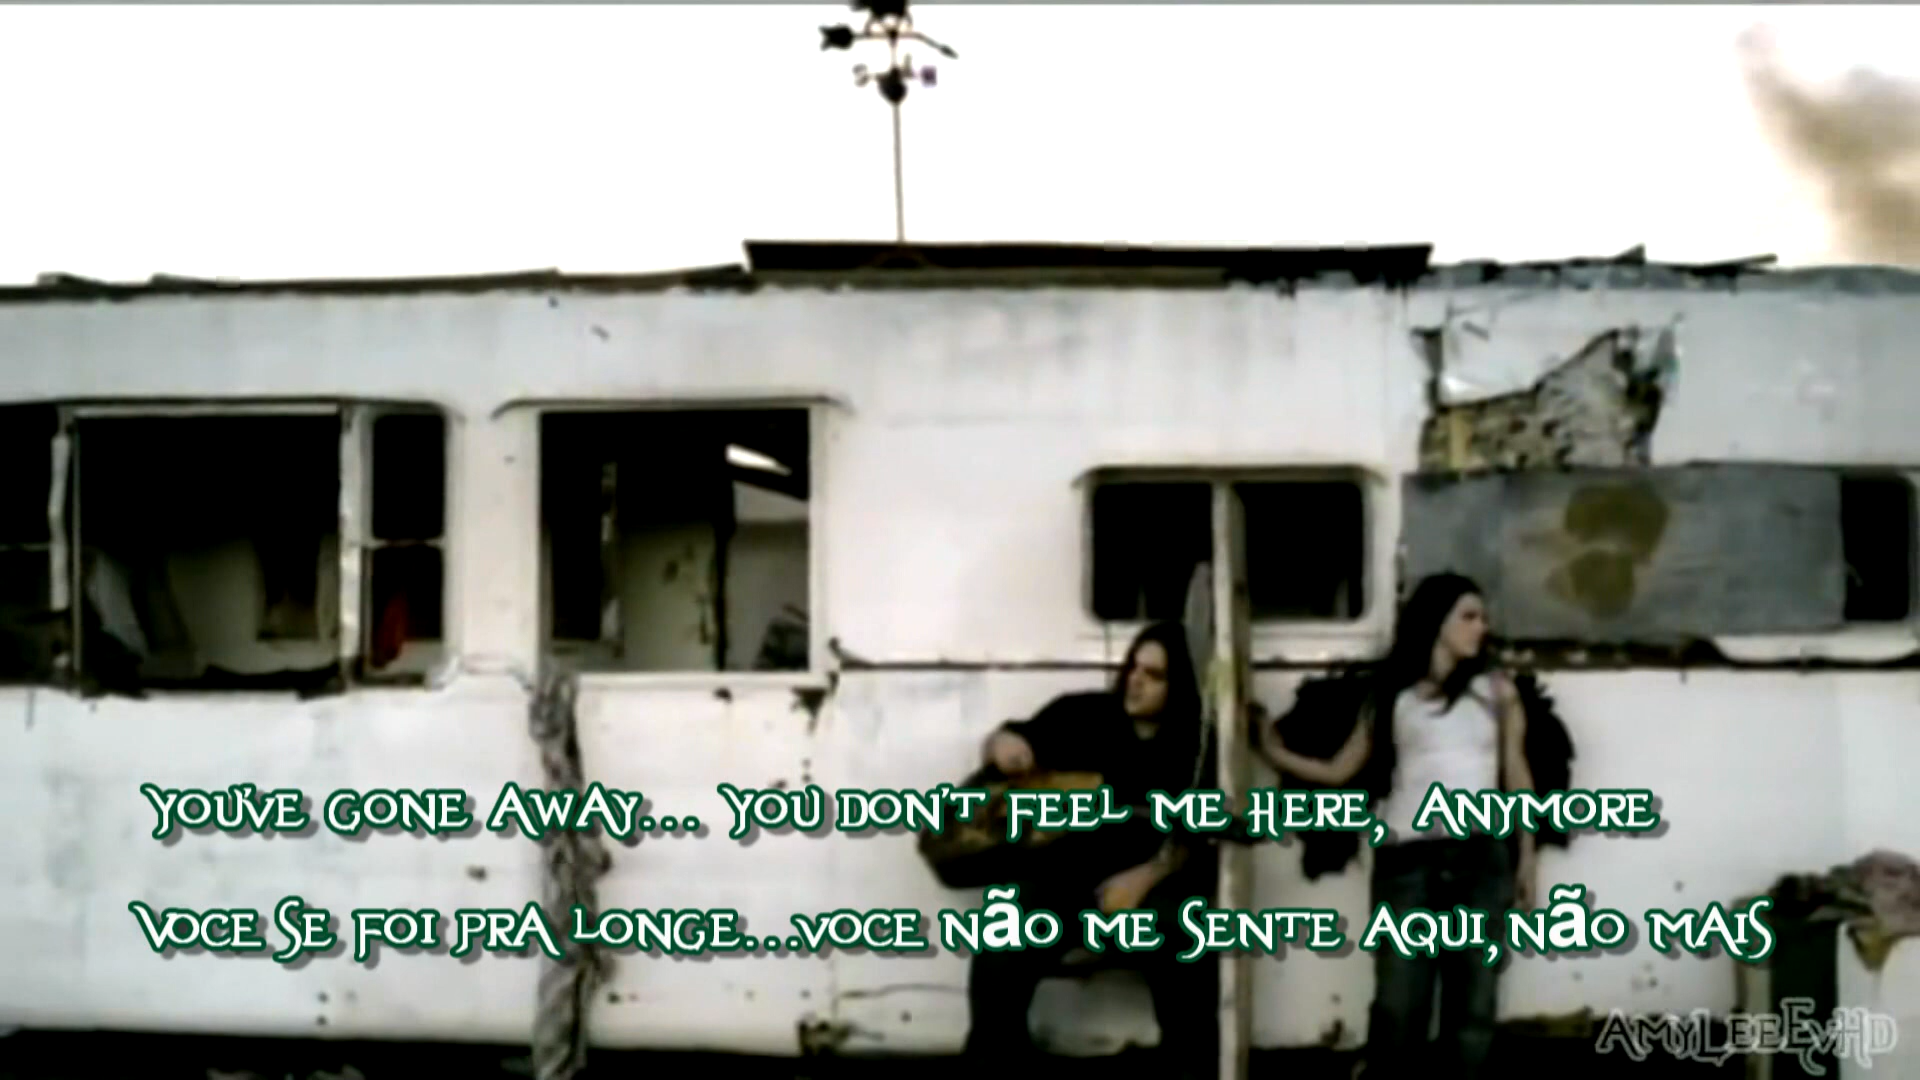 YOU'VE GONE AWAY... YOU DON'T FEEL ME HERE, ANYMORE
VOCE SE FOI PRA LONGE...VOCE NÃO ME SENTE AQUI,NÃO MAIS
AMYLEEEVHD